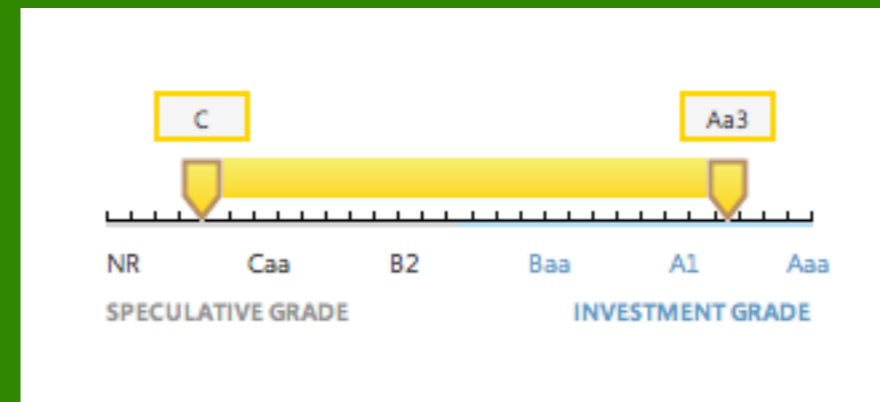 C Aa3
NR Caa B2 Baa A1 Aaa
SPECULATIVE GRADE INVESTMENT GRADE